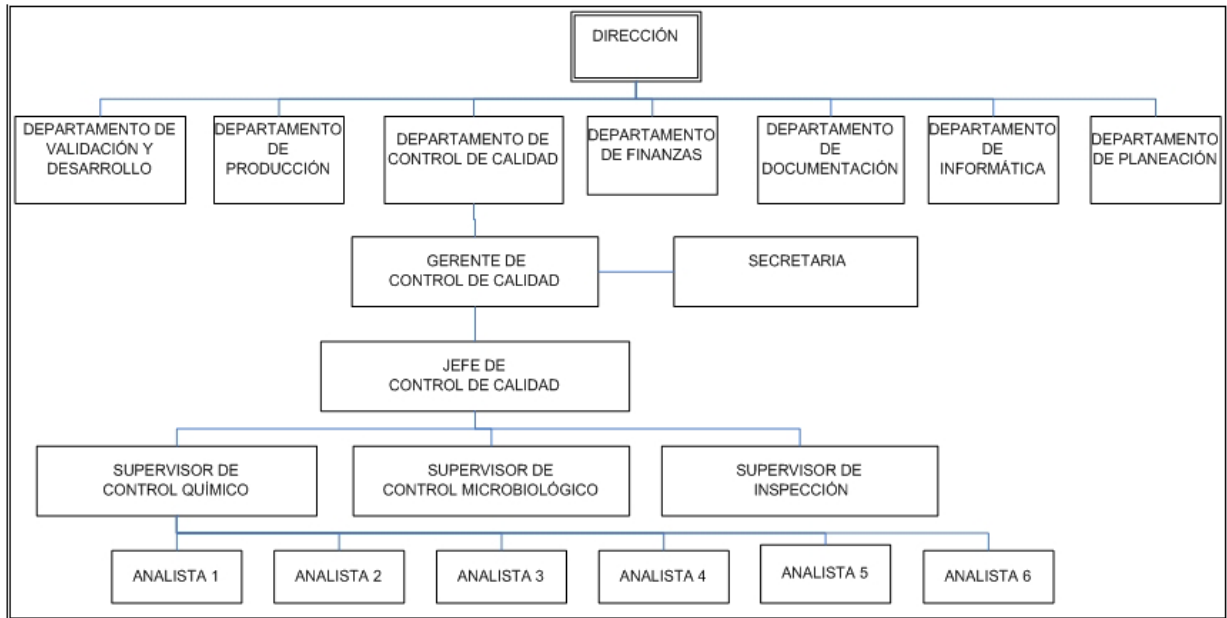 DIRECCIÓN
DEPARTAMENTO DE
VALIDACIÓN Y
DESARROLLO
DEPARTAMENTO
DE
PRODUCCIÓN
DEPARTAMENTO DE
CONTROL DE CALIDAD
DEPARTAMENTO
DE FINANZAS
DEPARTAMENTO
DE
DOCUMENTACIÓN
DEPARTAMENTO
DE
INFORMÁTICA
DEPARTAMENTO
DE PLANEACIÓN
GERENTE DE
CONTROL DE CALIDAD
SECRETARIA
JEFE DE
CONTROL DE CALIDAD
SUPERVISOR DE
CONTROL QUÍMICO
SUPERVISOR DE
CONTROL MICROBIOLÓGICO
SUPERVISOR DE
INSPECCIÓN
ANALISTA 1
ANALISTA 2
ANALISTA 3
ANALISTA 4
ANALISTA 5
ANALISTA 6